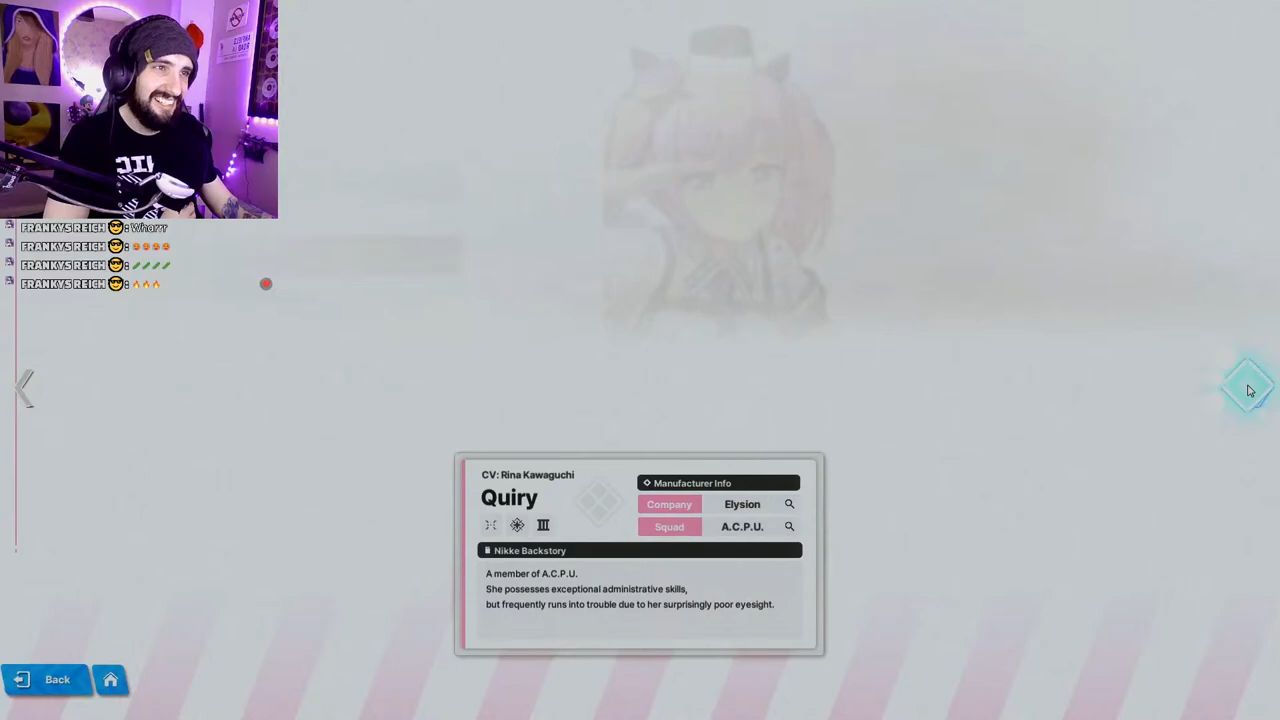 FRANKYS REICH 😎: Wharrr
FRANKYS REICH 😎: 🥵🥵🥵🥵
FRANKYS REICH 😎: 🥒🥒🥒🥒
FRANKYS REICH 😎: 🔥🔥🔥
CV: Rina Kawaguchi
Quiry
Manufacturer Info
Company Elysion
Squad A.C.P.U.
Nikke Backstory
A member of A.C.P.U.
She possesses exceptional administrative skills,
but frequently runs into trouble due to her surprisingly poor eyesight.
Back